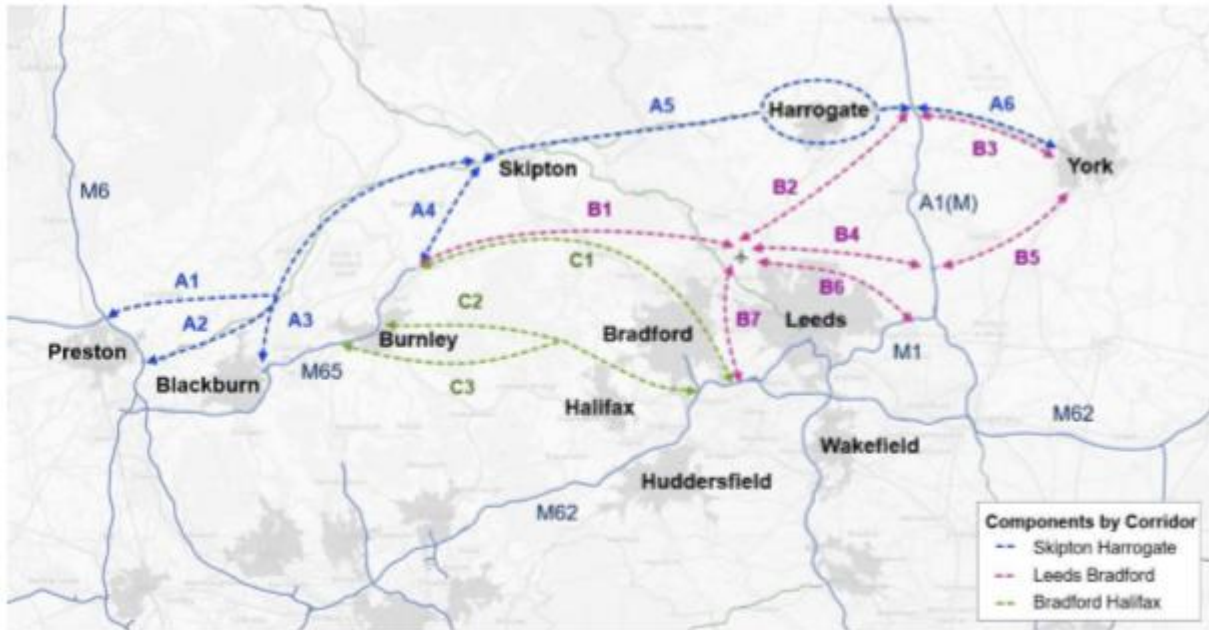 Harrogate
A5
A6
B3
York
Skipton
M6
B2
A4
B1
A1(M)
B4
B5
C1
A1
C2
B6
A2
A3
Burnley
Bradford
B7
Leeds
Preston
Blackburn
M65
C3
M1
Halifax
M62
Wakefield
Huddersfield
M62
Components by Corridor
Skipton Harrogate
Leeds Bradford
Bradford Halifax